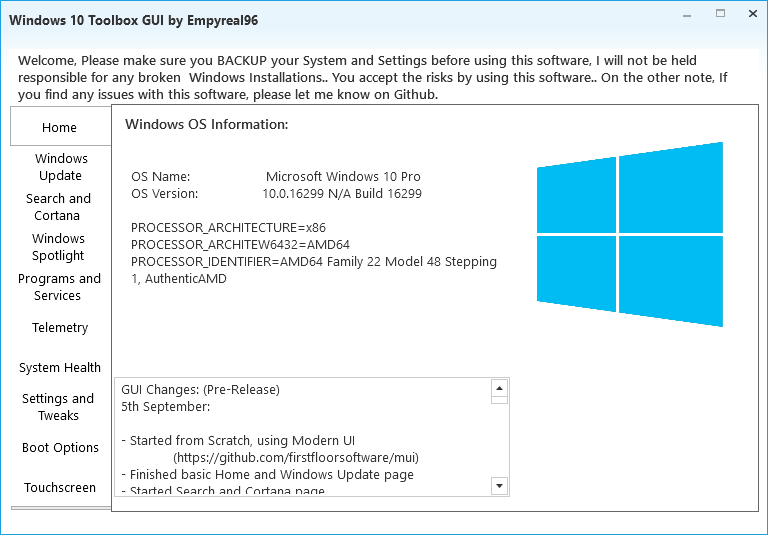 Windows 10 Toolbox GUI by Empyreal96
Welcome, Please make sure you BACKUP your System and Settings before using this software, I will not be held
responsible for any broken  Windows Installations.. You accept the risks by using this software.. On the other note, If
you find any issues with this software, please let me know on Github.
Home
Windows
Update
Search and
Cortana
Windows
Spotlight
Programs and
Services
Telemetry
System Health
Settings and
Tweaks
Boot Options
Touchscreen
Windows OS Information:
OS Name: Microsoft Windows 10 Pro
OS Version: 10.0.16299 N/A Build 16299
PROCESSOR_ARCHITECTURE=x86
PROCESSOR_ARCHITEW6432=AMD64
PROCESSOR_IDENTIFIER=AMD64 Family 22 Model 48 Stepping
1, AuthenticAMD
GUI Changes: (Pre-Release)
5th September:
- Started from Scratch, using Modern UI
(https://github.com/firstfloorsoftware/mui)
- Finished basic Home and Windows Update page
- Started Search and Cortana page